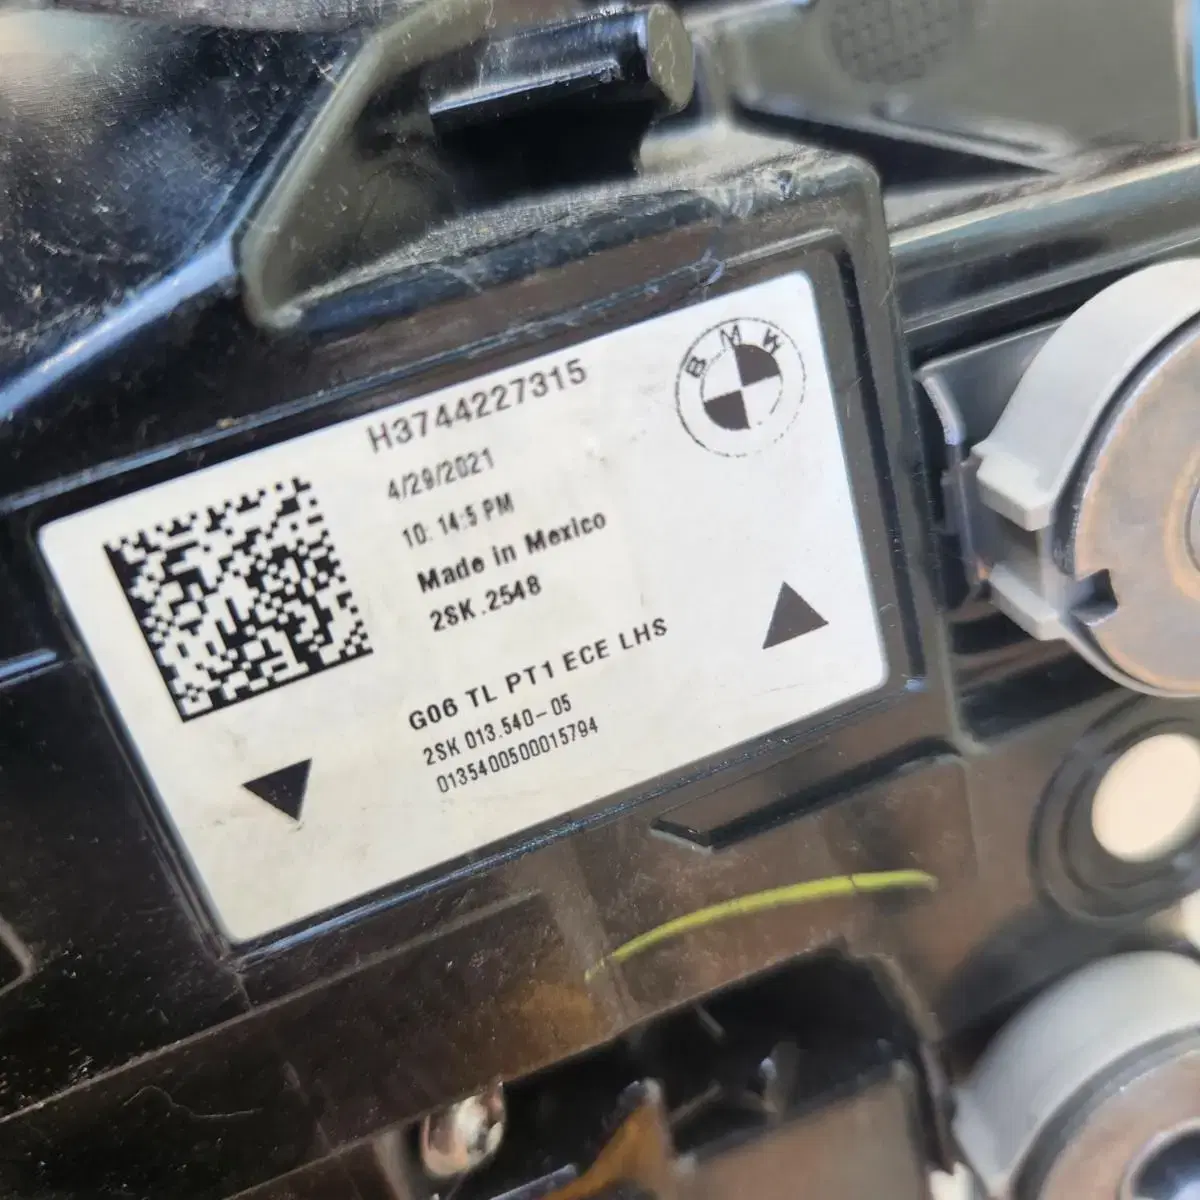 BMW
H3744227315
4/29/2021
10: 14:5 PM
Made in Mexico
2SK.2548
G06 TL PT1 ECE LHS
2SK 013.540-05
0135400500015794